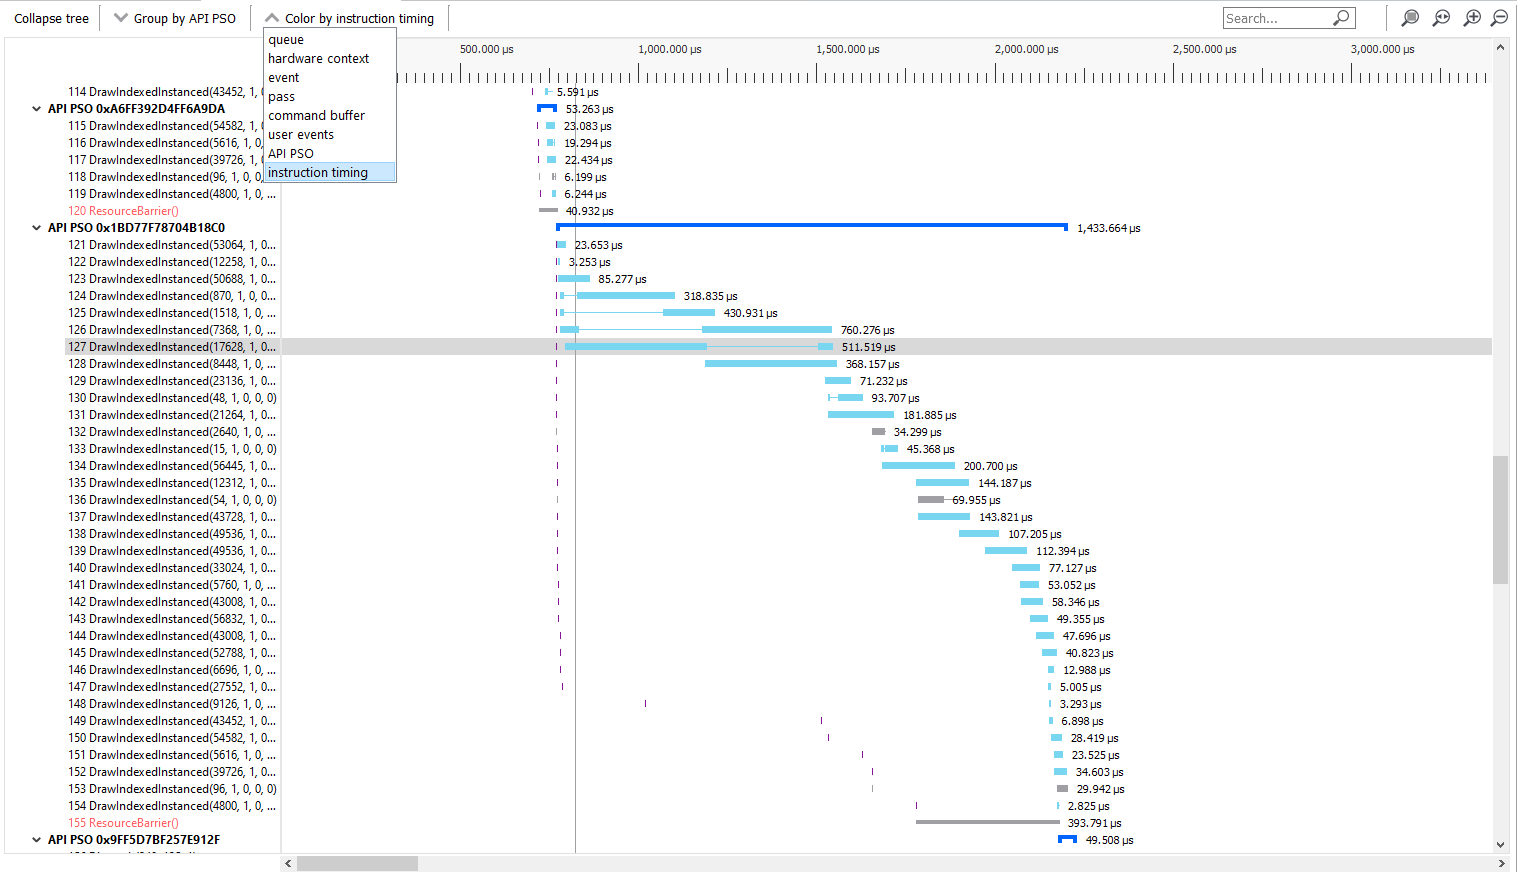 Collapse tree Group by API PSO Color by instruction timing Search...
queue
hardware context
event
pass
command buffer
user events
API PSO
instruction timing
500.000 µs 1,000.000 µs 1,500.000 µs 2,000.000 µs 2,500.000 µs 3,000.000 µs
114 DrawIndexedInstanced(43452, 1, 0 5.591 µs
API PSO 0xA6FF392D4FF6A9DA 53.263 µs
115 DrawIndexedInstanced(54582, 1, 0 23.083 µs
116 DrawIndexedInstanced(5616, 1, 0, 19.294 µs
117 DrawIndexedInstanced(39726, 1, 0 22.434 µs
118 DrawIndexedInstanced(96, 1, 0, 0, 6.199 µs
119 DrawIndexedInstanced(4800, 1, 0, ... 6.244 µs
120 ResourceBarrier() 40.932 µs
API PSO 0x1BD77F78704B18C0 1,433.664 µs
121 DrawIndexedInstanced(53064, 1, 0... 23.653 µs
122 DrawIndexedInstanced(12258, 1, 0... 3.253 µs
123 DrawIndexedInstanced(50688, 1, 0... 85.277 µs
124 DrawIndexedInstanced(870, 1, 0, 0... 318.835 µs
125 DrawIndexedInstanced(1518, 1, 0, ... 430.931 µs
126 DrawIndexedInstanced(7368, 1, 0, ... 760.276 µs
127 DrawIndexedInstanced(17628, 1, 0... 511.519 µs
128 DrawIndexedInstanced(8448, 1, 0, ... 368.157 µs
129 DrawIndexedInstanced(23136, 1, 0... 71.232 µs
130 DrawIndexedInstanced(48, 1, 0, 0, 0) 93.707 µs
131 DrawIndexedInstanced(21264, 1, 0... 181.885 µs
132 DrawIndexedInstanced(2640, 1, 0, ... 34.299 µs
133 DrawIndexedInstanced(15, 1, 0, 0, 0) 45.368 µs
134 DrawIndexedInstanced(56445, 1, 0... 200.700 µs
135 DrawIndexedInstanced(12312, 1, 0... 144.187 µs
136 DrawIndexedInstanced(54, 1, 0, 0, 0) 69.955 µs
137 DrawIndexedInstanced(43728, 1, 0... 143.821 µs
138 DrawIndexedInstanced(49536, 1, 0... 107.205 µs
139 DrawIndexedInstanced(49536, 1, 0... 112.394 µs
140 DrawIndexedInstanced(33024, 1, 0... 77.127 µs
141 DrawIndexedInstanced(5760, 1, 0, ... 53.052 µs
142 DrawIndexedInstanced(43008, 1, 0... 58.346 µs
143 DrawIndexedInstanced(56832, 1, 0... 49.355 µs
144 DrawIndexedInstanced(43008, 1, 0... 47.696 µs
145 DrawIndexedInstanced(52788, 1, 0... 40.823 µs
146 DrawIndexedInstanced(6696, 1, 0, ... 12.988 µs
147 DrawIndexedInstanced(27552, 1, 0... 5.005 µs
148 DrawIndexedInstanced(9126, 1, 0, ... 3.293 µs
149 DrawIndexedInstanced(43452, 1, 0... 6.898 µs
150 DrawIndexedInstanced(54582, 1, 0... 28.419 µs
151 DrawIndexedInstanced(5616, 1, 0, ... 23.525 µs
152 DrawIndexedInstanced(39726, 1, 0... 34.603 µs
153 DrawIndexedInstanced(96, 1, 0, 0, 0) 29.942 µs
154 DrawIndexedInstanced(4800, 1, 0, ... 2.825 µs
155 ResourceBarrier() 393.791 µs
API PSO 0x9FF5D7BF257E912F 49.508 µs